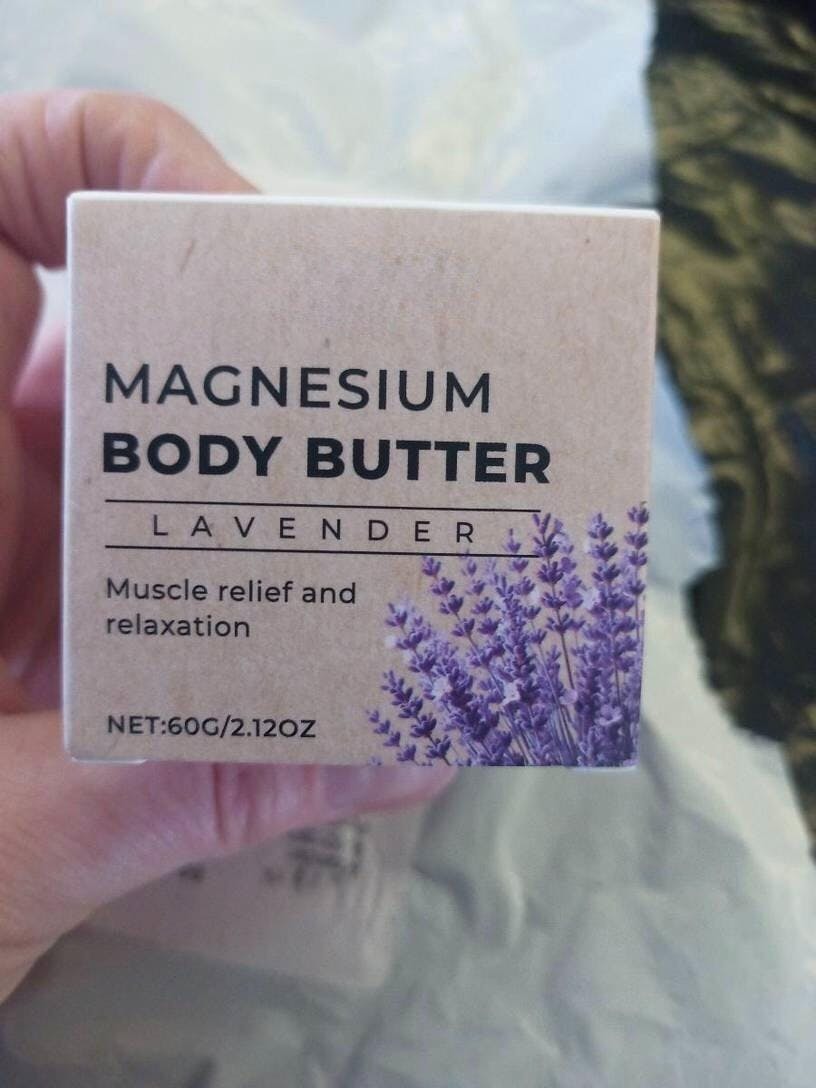 MAGNESIUM
BODY BUTTER
LAVENDER
Muscle relief and
relaxation
NET:60G/2.12OZ